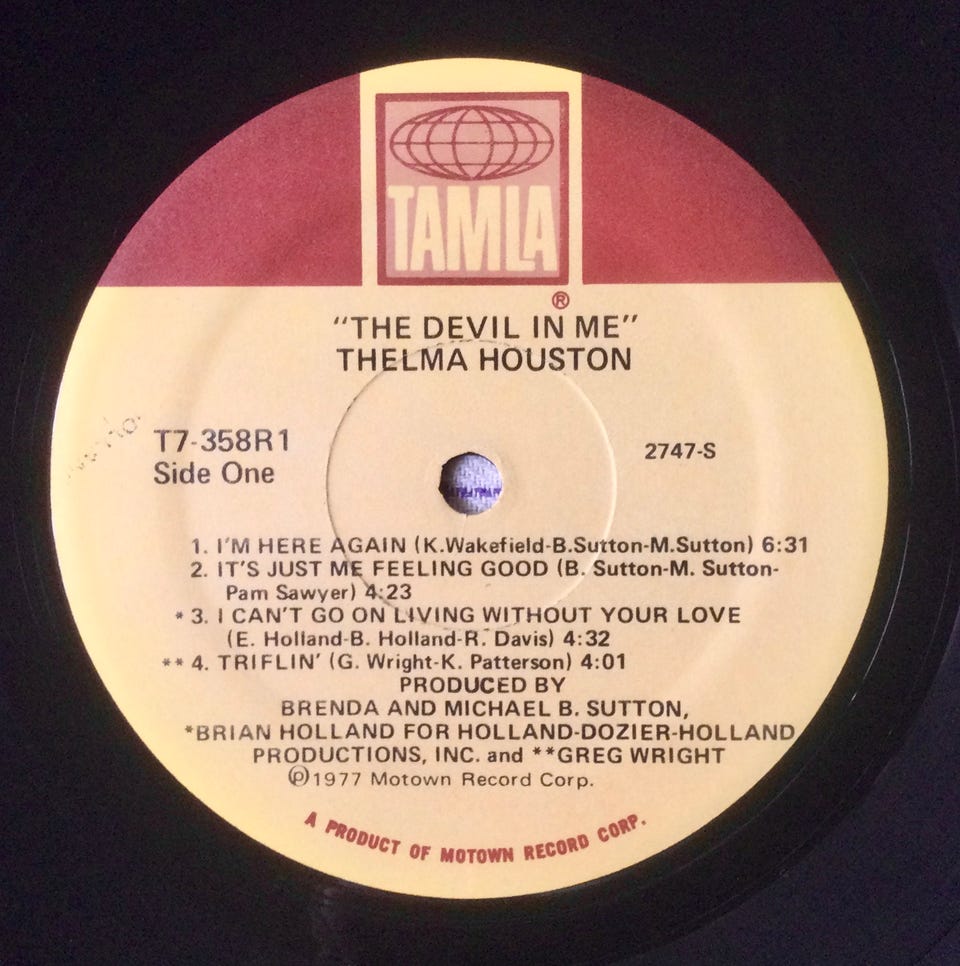 TAMLA
®
"THE DEVIL IN ME"
THELMA HOUSTON
T7-358R1
Side One
2747-S
1. I'M HERE AGAIN (K.Wakefield-B.Sutton-M.Sutton) 6:31
2. IT'S JUST ME FEELING GOOD (B. Sutton-M. Sutton-
Pam Sawyer) 4:23
*3. I CAN'T GO ON LIVING WITHOUT YOUR LOVE
(E. Holland-B. Holland-R. Davis) 4:32
**4. TRIFLIN' (G. Wright-K. Patterson) 4:01
PRODUCED BY
BRENDA AND MICHAEL B. SUTTON,
*BRIAN HOLLAND FOR HOLLAND-DOZIER-HOLLAND
PRODUCTIONS, INC. and **GREG WRIGHT
℗1977 Motown Record Corp.
A PRODUCT OF MOTOWN RECORD CORP.